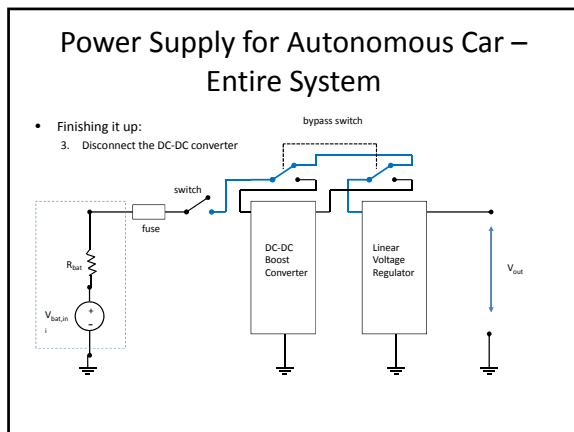 Power Supply for Autonomous Car –
Entire System
• Finishing it up:
3. Disconnect the DC-DC converter
bypass switch
switch
fuse
DC-DC
Boost
Converter
Linear
Voltage
Regulator
Rbat
Vout
+
Vbat,in
i
-